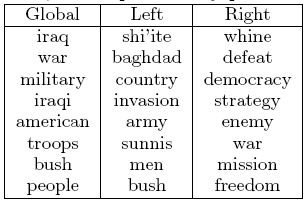 Global Left Right
iraq shi'ite whine
war baghdad defeat
military country democracy
iraqi invasion strategy
american army enemy
troops sunnis war
bush men mission
people bush freedom